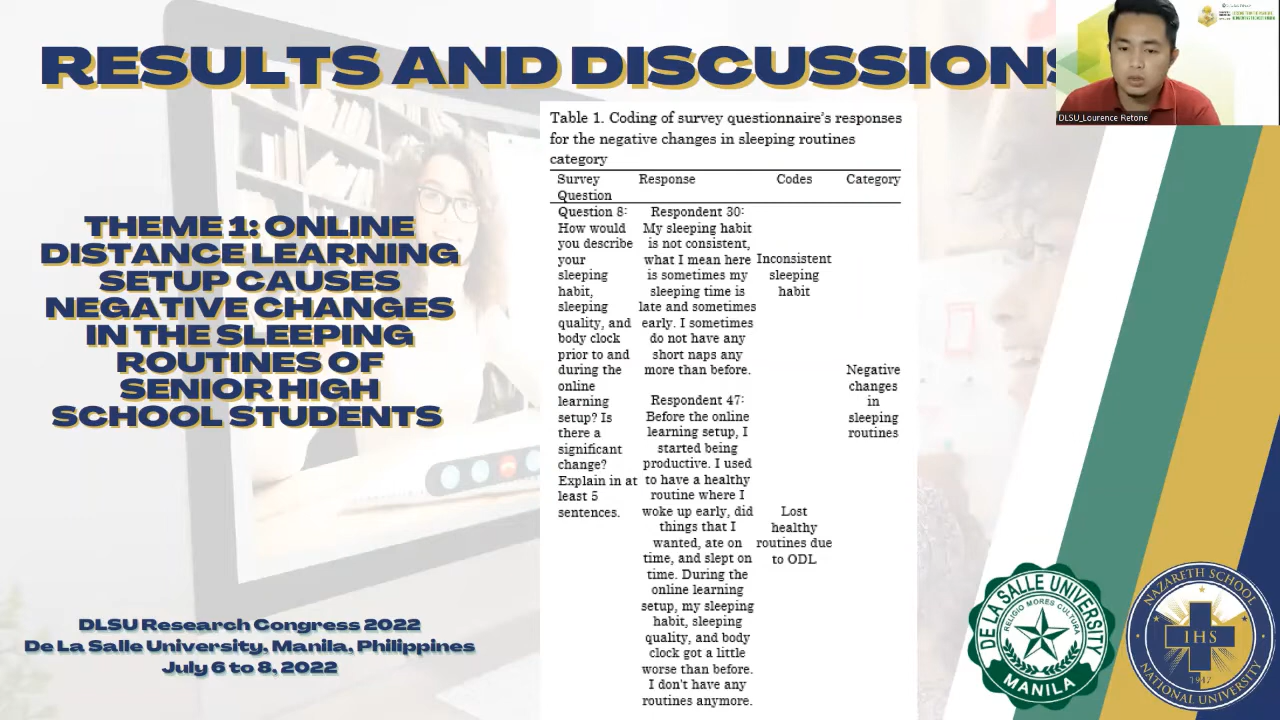 RESULTS AND DISCUSSIONS
DLSU_Lourence Retone
THEME 1: ONLINE
DISTANCE LEARNING
SETUP CAUSES
NEGATIVE CHANGES
IN THE SLEEPING
ROUTINES OF
SENIOR HIGH
SCHOOL STUDENTS
DLSU Research Congress 2022
De La Salle University, Manila, Philippines
July 6 to 8, 2022
Table 1. Coding of survey questionnaire's responses
for the negative changes in sleeping routines
category
Survey
Question
Response
Codes
Category
Question 8:
How would
you describe
your
sleeping
habit,
sleeping
quality, and
body clock
prior to and
during the
online
learning
setup? Is
there a
significant
change?
Explain in at
least 5
sentences.
Respondent 30:
My sleeping habit
is not consistent,
what I mean here
is sometimes my
sleeping time is
late and sometimes
early. I sometimes
do not have any
short naps any
more than before.
Respondent 47:
Before the online
learning setup, I
started being
productive. I used
to have a healthy
routine where I
woke up early, did
things that I
wanted, ate on
time, and slept on
time. During the
online learning
setup, my sleeping
habit, sleeping
quality, and body
clock got a little
worse than before.
I don't have any
routines anymore.
Inconsistent
sleeping
habit
Lost
healthy
routines due
to ODL
Negative
changes
in
sleeping
routines
DE LA SALLE UNIVERSITY
RELIGIO MORES CULTURA
MANILA
NAZARETH SCHOOL
IHS
NATIONAL UNIVERSITY